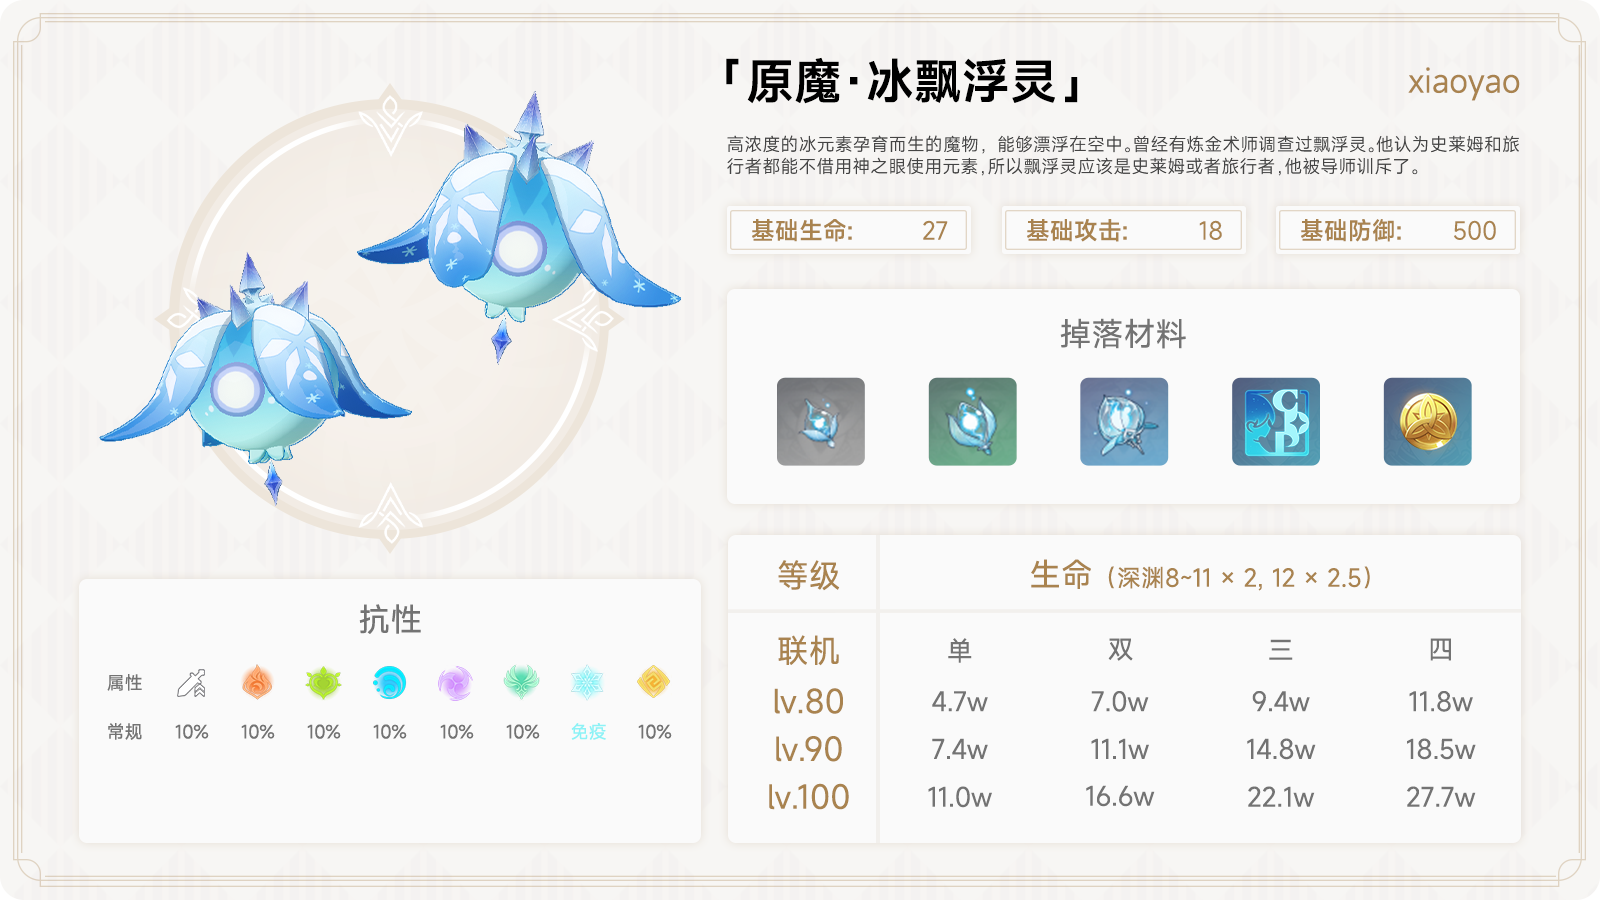 「原魔·冰飘浮灵」
xiaoyao
高浓度的冰元素孕育而生的魔物，能够漂浮在空中。曾经有炼金术师调查过飘浮灵。他认为史莱姆和旅
行者都能不借用神之眼使用元素,所以飘浮灵应该是史莱姆或者旅行者,他被导师训斥了。
基础生命: 27
基础攻击: 18
基础防御: 500
掉落材料
等级 生命（深渊8~11 × 2, 12 × 2.5）
联机 单 双 三 四
lv.80 4.7w 7.0w 9.4w 11.8w
lv.90 7.4w 11.1w 14.8w 18.5w
lv.100 11.0w 16.6w 22.1w 27.7w
抗性
属性
常规 10% 10% 10% 10% 10% 10% 免疫 10%